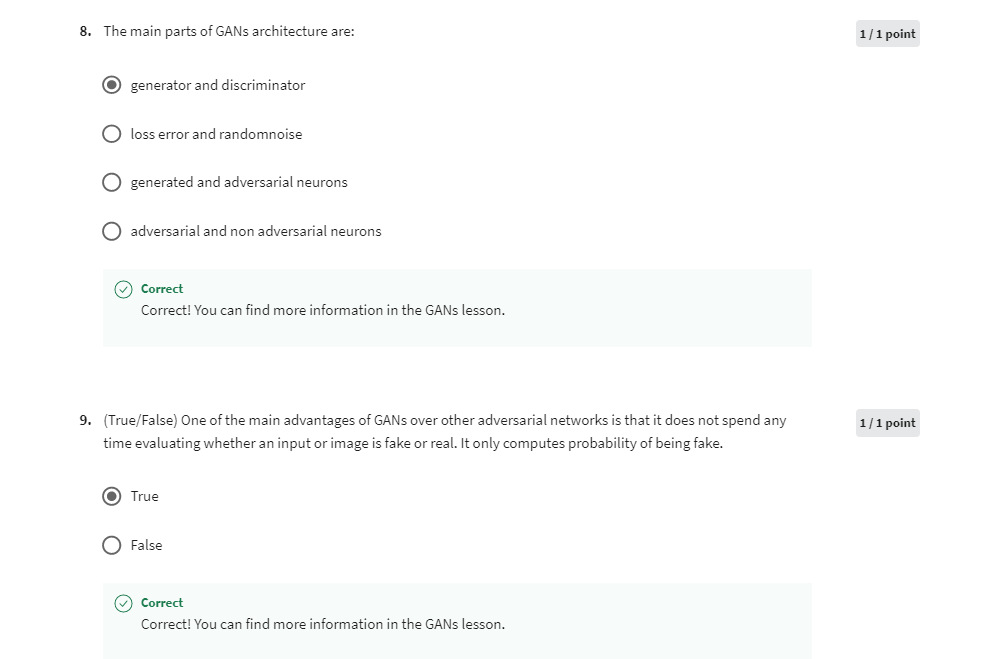 8. The main parts of GANs architecture are:
1 / 1 point
generator and discriminator
loss error and randomnoise
generated and adversarial neurons
adversarial and non adversarial neurons
Correct
Correct! You can find more information in the GANs lesson.
9. (True/False) One of the main advantages of GANs over other adversarial networks is that it does not spend any
time evaluating whether an input or image is fake or real. It only computes probability of being fake.
1 / 1 point
True
False
Correct
Correct! You can find more information in the GANs lesson.